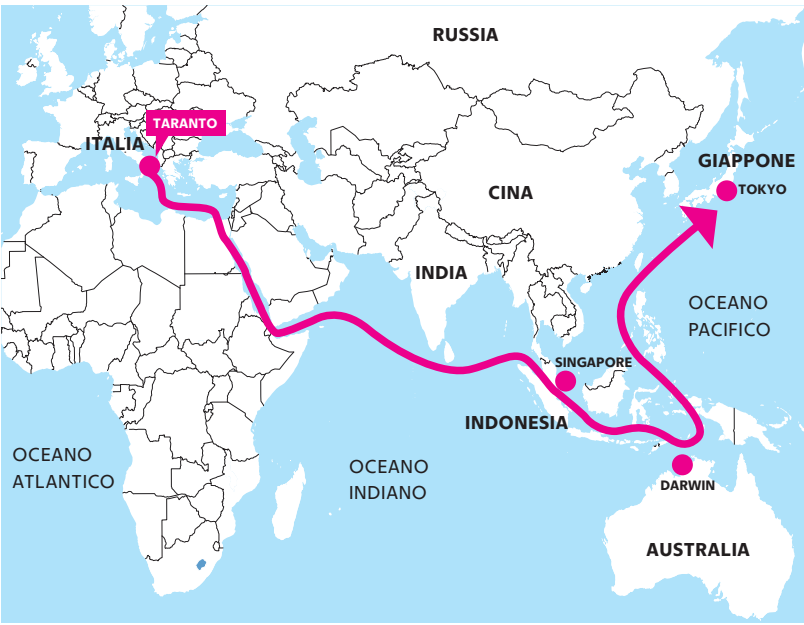 RUSSIA
TARANTO
ITALIA
GIAPPONE
TOKYO
CINA
INDIA
OCEANO
PACIFICO
SINGAPORE
INDONESIA
OCEANO
ATLANTICO
OCEANO
INDIANO
DARWIN
AUSTRALIA